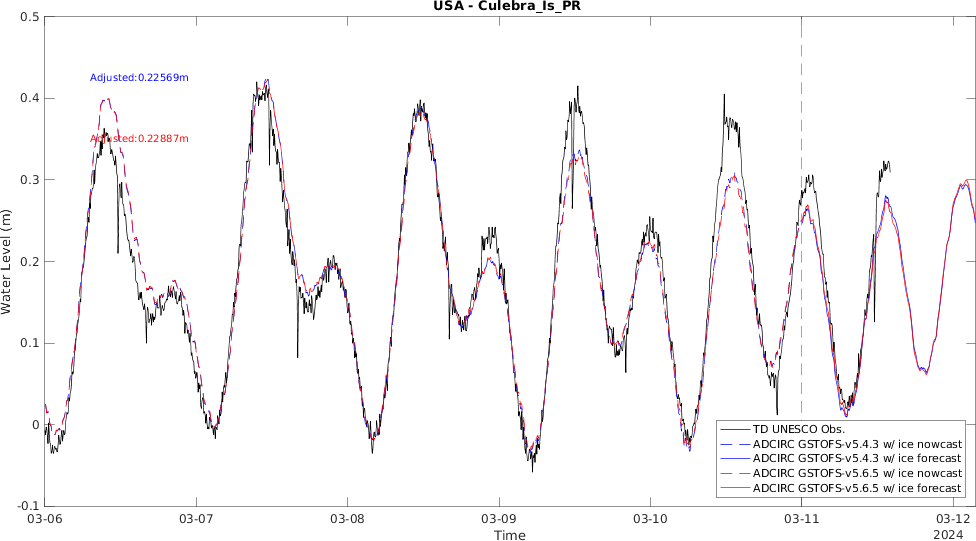 USA - Culebra_Is_PR
0.5
0.4
0.3
0.2
0.1
0
-0.1
Water Level (m)
Adjusted:0.22569m
Adjusted:0.22887m
TD UNESCO Obs.
ADCIRC GSTOFS-v5.4.3 w/ ice nowcast
ADCIRC GSTOFS-v5.4.3 w/ ice forecast
ADCIRC GSTOFS-v5.6.5 w/ ice nowcast
ADCIRC GSTOFS-v5.6.5 w/ ice forecast
03-06 03-07 03-08 03-09 03-10 03-11 03-12
Time 2024